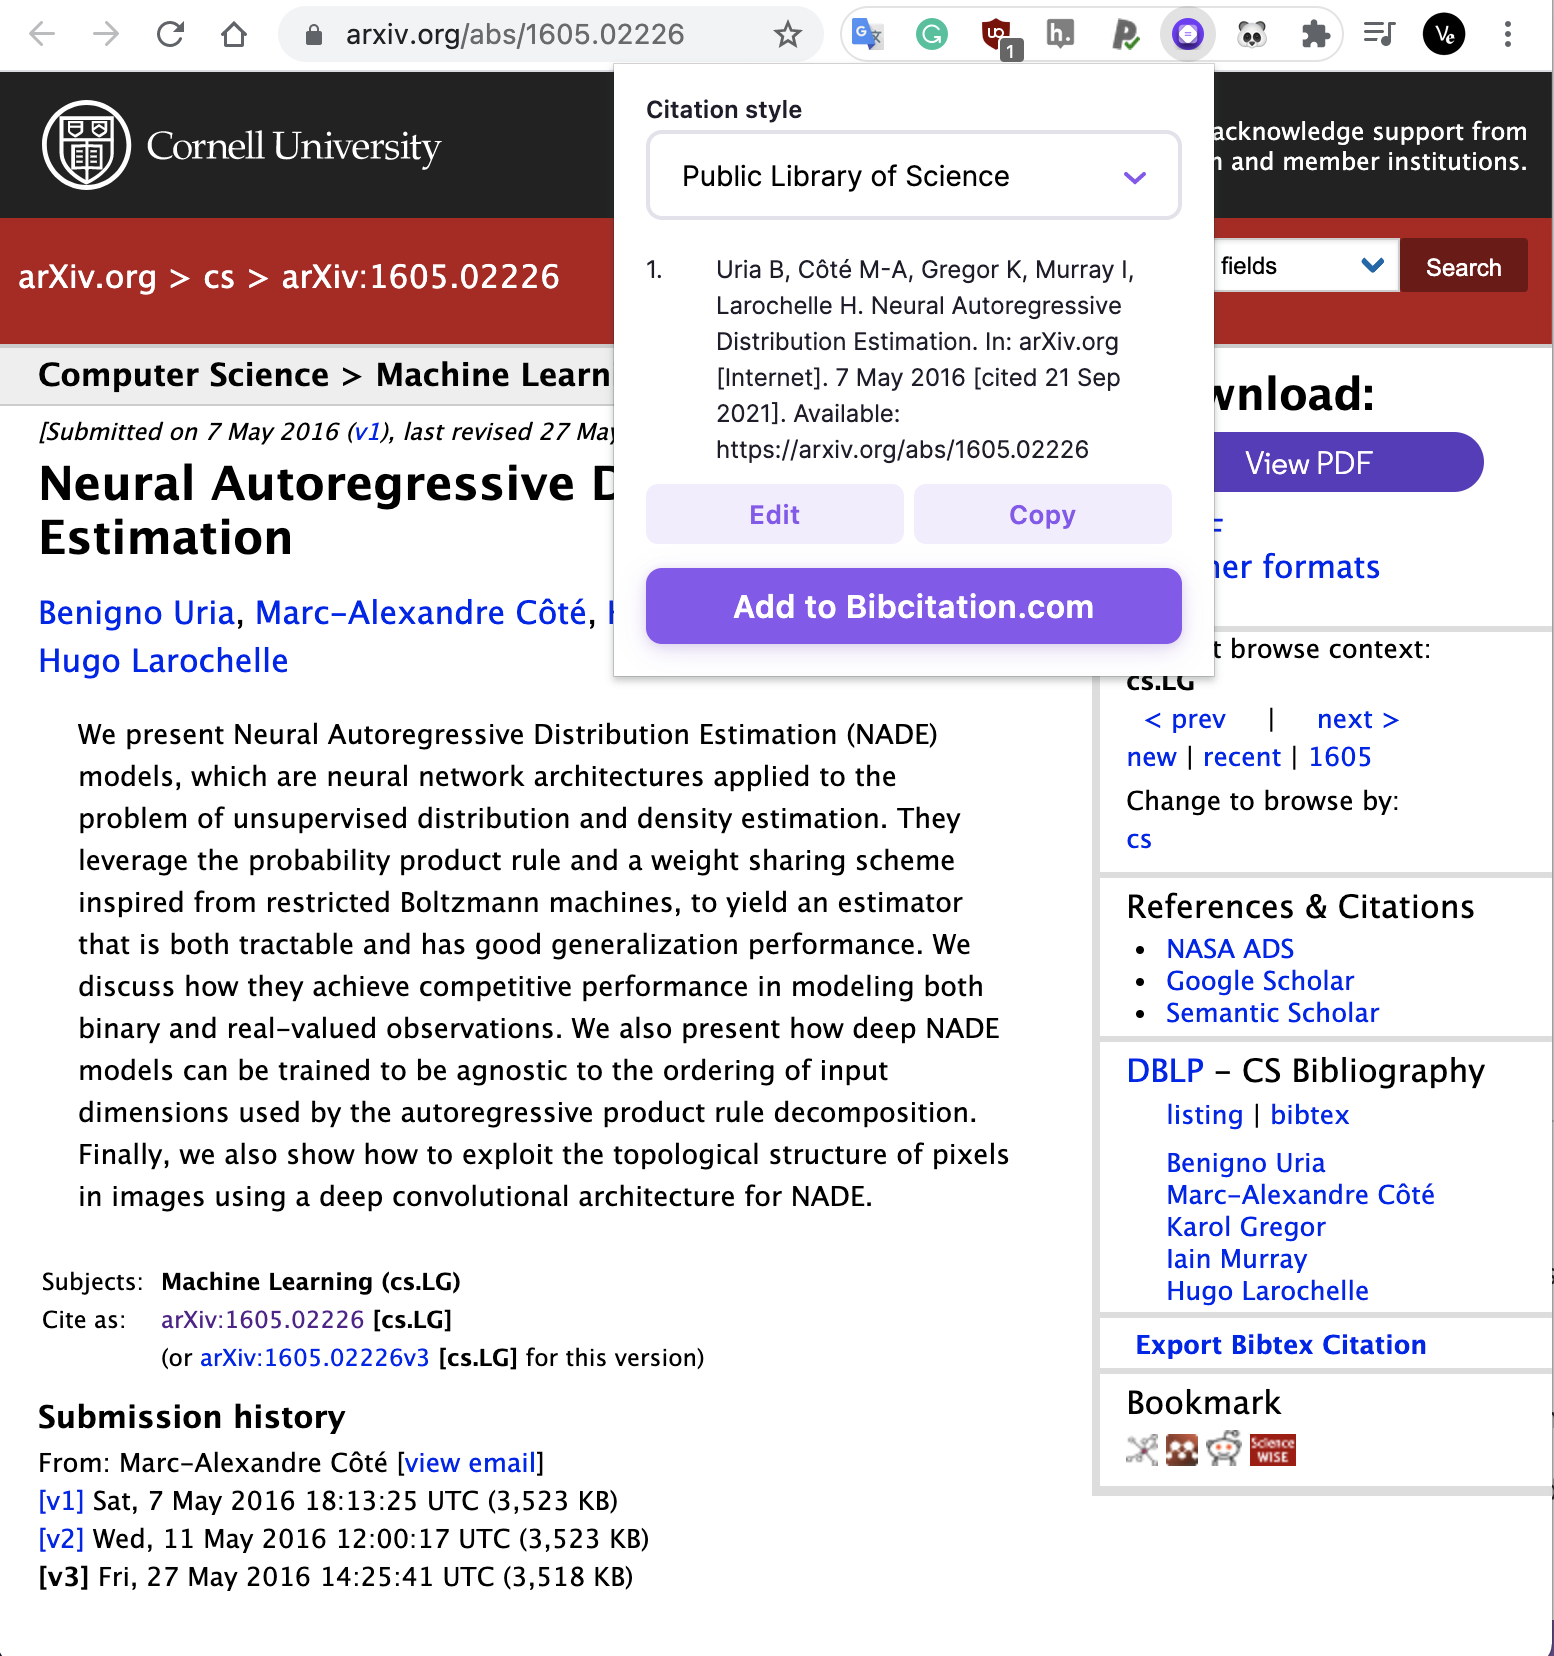 arxiv.org/abs/1605.02226
1
h.
Citation style
Public Library of Science
1. Uria B, Côté M-A, Gregor K, Murray I,
Larochelle H. Neural Autoregressive
Distribution Estimation. In: arXiv.org
[Internet]. 7 May 2016 [cited 21 Sep
2021]. Available:
https://arxiv.org/abs/1605.02226
Edit Copy
Add to Bibcitation.com
Cornell University
acknowledge support from
and member institutions.
arXiv.org > cs > arXiv:1605.02226
fields Search
Computer Science > Machine Learn
[Submitted on 7 May 2016 (v1), last revised 27 May
Neural Autoregressive D
Estimation
Benigno Uria, Marc-Alexandre Côté,
Hugo Larochelle
We present Neural Autoregressive Distribution Estimation (NADE)
models, which are neural network architectures applied to the
problem of unsupervised distribution and density estimation. They
leverage the probability product rule and a weight sharing scheme
inspired from restricted Boltzmann machines, to yield an estimator
that is both tractable and has good generalization performance. We
discuss how they achieve competitive performance in modeling both
binary and real-valued observations. We also present how deep NADE
models can be trained to be agnostic to the ordering of input
dimensions used by the autoregressive product rule decomposition.
Finally, we also show how to exploit the topological structure of pixels
in images using a deep convolutional architecture for NADE.
Subjects: Machine Learning (cs.LG)
Cite as: arXiv:1605.02226 [cs.LG]
(or arXiv:1605.02226v3 [cs.LG] for this version)
Submission history
From: Marc-Alexandre Côté [view email]
[v1] Sat, 7 May 2016 18:13:25 UTC (3,523 KB)
[v2] Wed, 11 May 2016 12:00:17 UTC (3,523 KB)
[v3] Fri, 27 May 2016 14:25:41 UTC (3,518 KB)
wnload:
View PDF
F
her formats
t browse context:
cs.LG
< prev | next >
new | recent | 1605
Change to browse by:
cs
References & Citations
• NASA ADS
• Google Scholar
• Semantic Scholar
DBLP - CS Bibliography
listing | bibtex
Benigno Uria
Marc-Alexandre Côté
Karol Gregor
Iain Murray
Hugo Larochelle
Export Bibtex Citation
Bookmark
Science
WISE